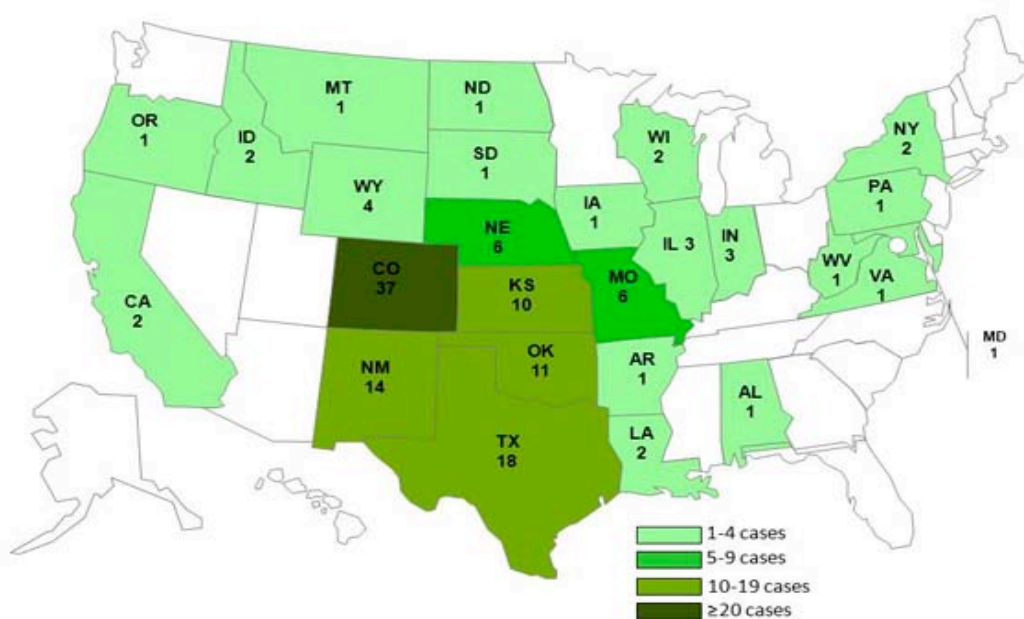 MT
1
ND
1
OR
1
ID
2
WI
2
NY
2
SD
1
WY
4
PA
1
IA
1
NE
6
IL 3
IN
3
WV
1
VA
1
CO
37
MO
6
KS
10
CA
2
MD
1
OK
11
AR
1
NM
14
AL
1
LA
2
TX
18
1-4 cases
5-9 cases
10-19 cases
≥20 cases